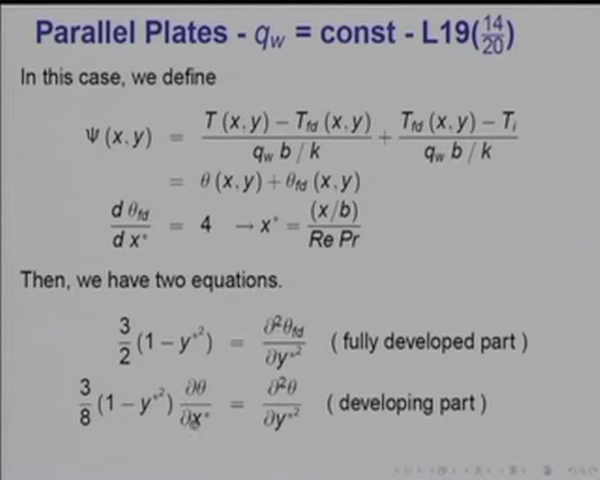 Parallel Plates - q_w = const - L19(14/20)
In this case, we define
Ψ (x, y) = T (x, y) − T_fd (x, y) / q_w b / k + T_fd (x, y) − T_i / q_w b / k
= θ (x, y) + θ_fd (x, y)
d θ_fd / d x* = 4 → x* = (x/b) / Re Pr
Then, we have two equations.
3/2 (1 − y*²) = ∂²θ_fd / ∂y*² ( fully developed part )
3/8 (1 − y*²) ∂θ/∂x* = ∂²θ / ∂y*² ( developing part )